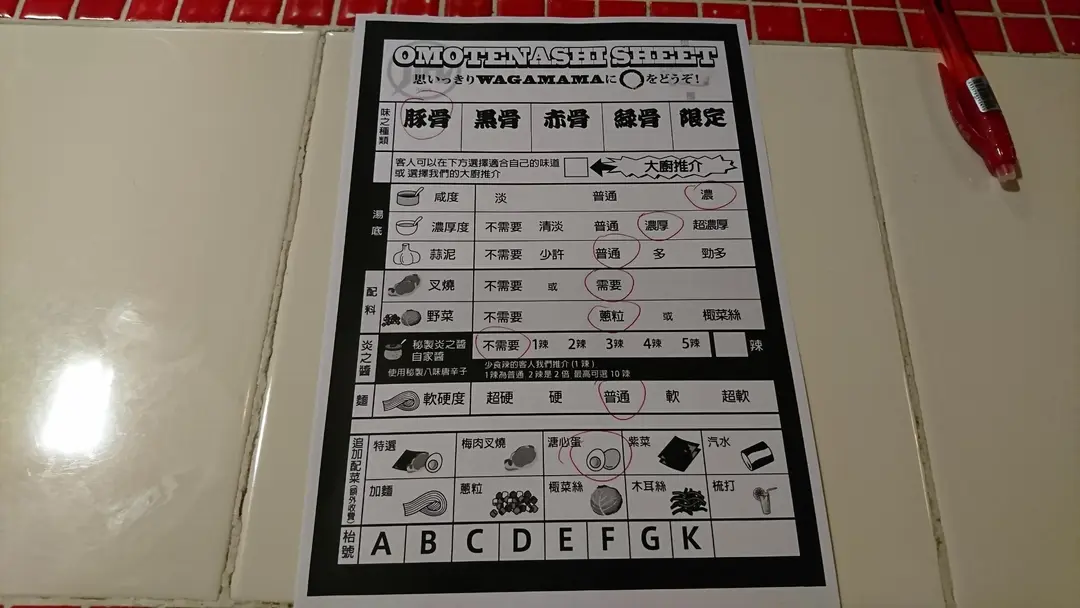 OMOTENASHI SHEET
思いっきりWAGAMAMAに◯をどうぞ!
味之種類 豚骨 黒骨 赤骨 緑骨 限定
客人可以在下方選擇適合自己的味道
或 選擇我們的大廚推介
大廚推介
湯底
咸度 淡 普通 濃
濃厚度 不需要 清淡 普通 濃厚 超濃厚
蒜泥 不需要 少許 普通 多 勁多
配料
叉燒 不需要 或 需要
野菜 不需要 蔥粒 或 椰菜絲
炎之醬
秘製炎之醬
自家醬
不需要 1辣 2辣 3辣 4辣 5辣 辣
使用秘製八味唐辛子
少食辣的客人我們推介 (1 辣)
1辣為普通 2 辣是 2 倍 最高可選 10 辣
麵 軟硬度 超硬 硬 普通 軟 超軟
追加配菜(額外收費)
特選 梅肉叉燒 溏心蛋 紫菜 汽水
加麵 蔥粒 椰菜絲 木耳絲 梳打
枱號 A B C D E F G K